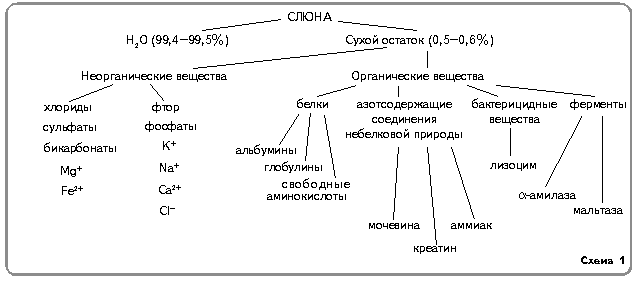 СЛЮНА
H₂O (99,4–99,5%) Сухой остаток (0,5–0,6%)
Неорганические вещества Органические вещества
хлориды фтор белки азотсодержащие бактерицидные ферменты
сульфаты фосфаты соединения вещества
бикарбонаты K⁺ небелковой природы
Mg⁺ Na⁺ альбумины лизоцим
Fe²⁺ Ca²⁺ глобулины
Cl⁻ свободные α-амилаза
аминокислоты мальтаза
мочевина аммиак
креатин
Схема 1